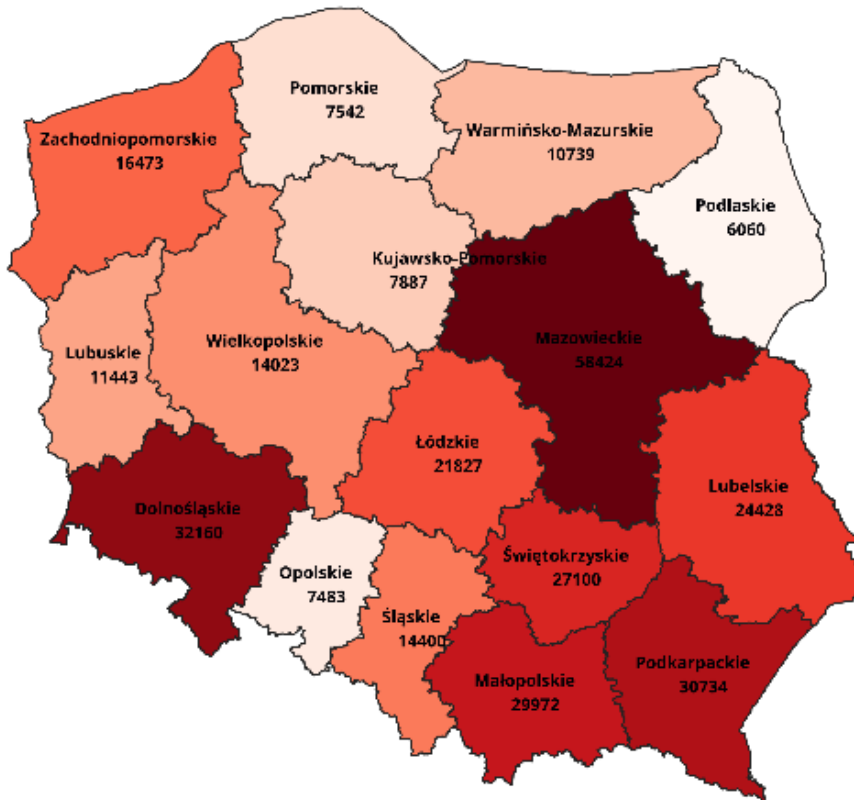 Pomorskie
7542
Zachodniopomorskie
16473
Warmińsko-Mazurskie
10739
Podlaskie
6060
Kujawsko-Pomorskie
7887
Lubuskie
11443
Wielkopolskie
14023
Mazowieckie
58424
Łódzkie
21827
Lubelskie
24428
Dolnośląskie
32160
Opolskie
7483
Świętokrzyskie
27100
Śląskie
14400
Małopolskie
29972
Podkarpackie
30734